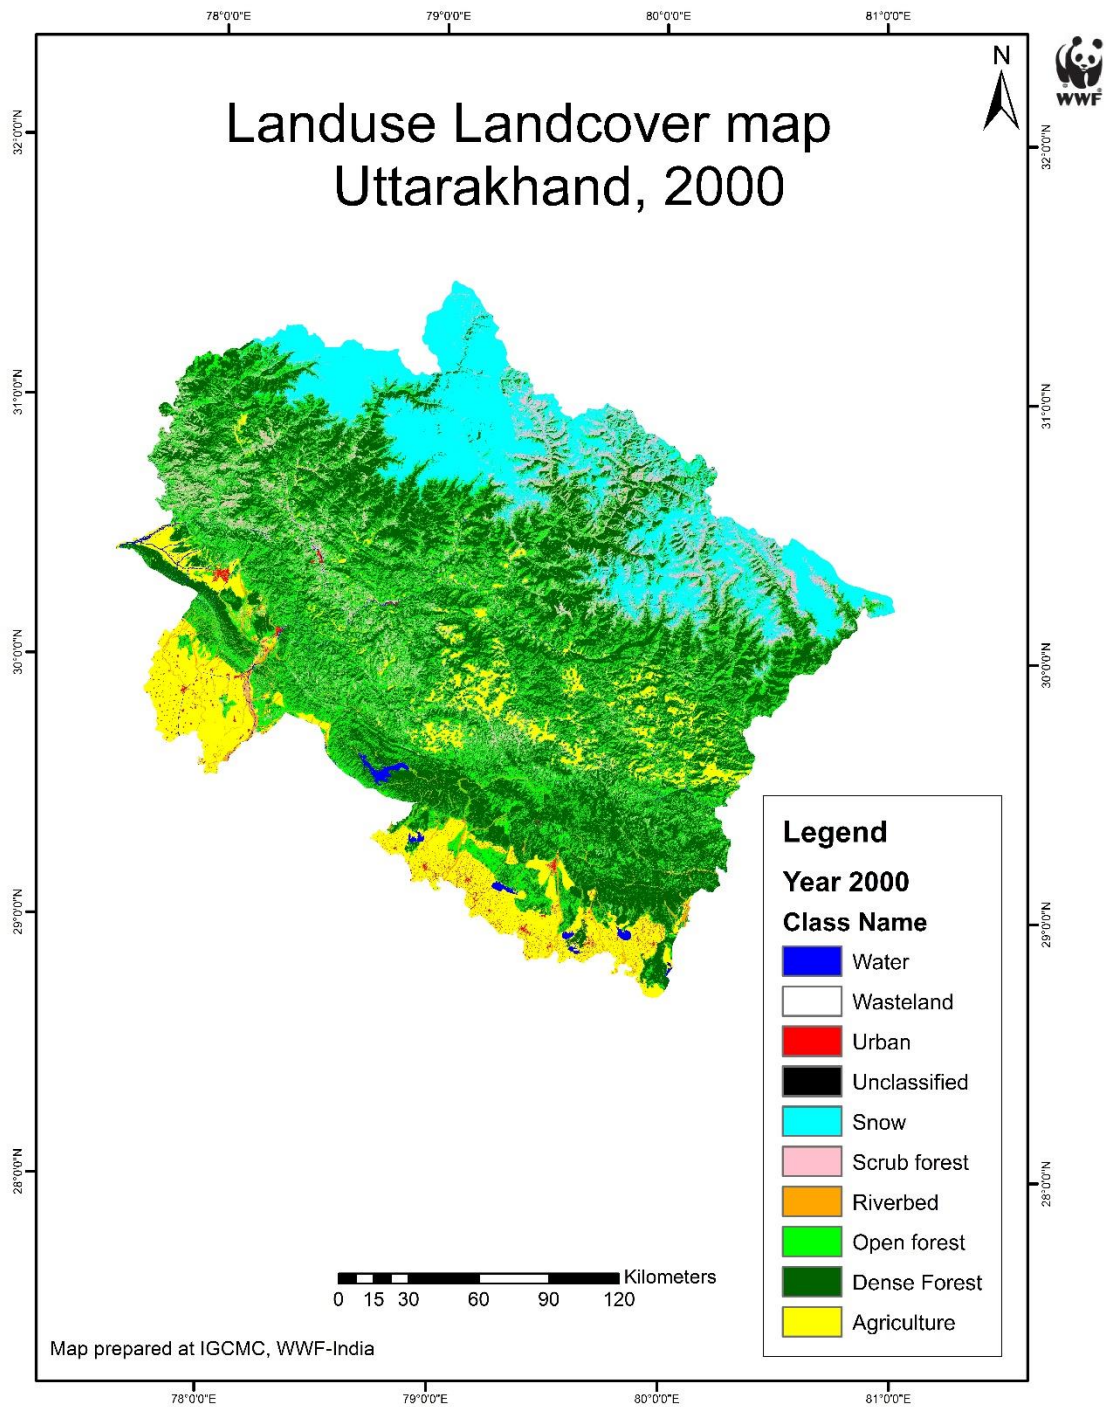 78°0'0"E
79°0'0"E
80°0'0"E
81°0'0"E
N
WWF
Landuse Landcover map
Uttarakhand, 2000
32°0'0"N
32°0'0"N
31°0'0"N
31°0'0"N
30°0'0"N
30°0'0"N
29°0'0"N
29°0'0"N
28°0'0"N
28°0'0"N
Legend
Year 2000
Class Name
Water
Wasteland
Urban
Unclassified
Snow
Scrub forest
Riverbed
Open forest
Dense Forest
Agriculture
Kilometers
0 15 30 60 90 120
Map prepared at IGCMC, WWF-India
78°0'0"E
79°0'0"E
80°0'0"E
81°0'0"E